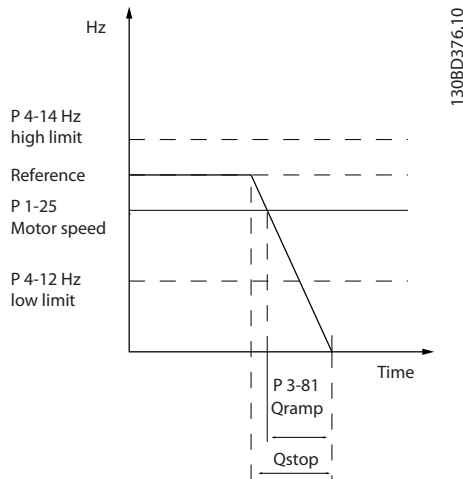 Hz
130BD376.10
P 4-14 Hz
high limit
Reference
P 1-25
Motor speed
P 4-12 Hz
low limit
Time
P 3-81
Qramp
Qstop